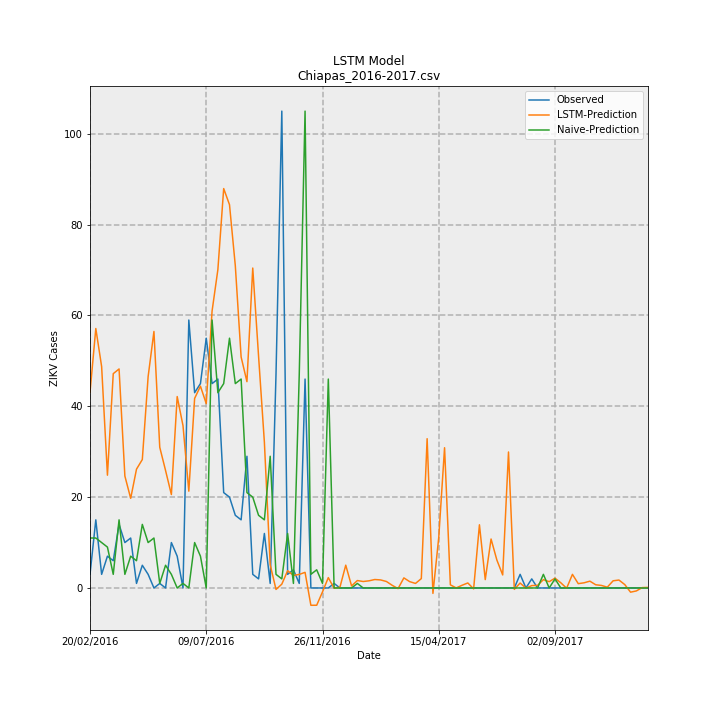 LSTM Model
Chiapas_2016-2017.csv
Observed
LSTM-Prediction
Naive-Prediction
100
80
60
40
20
0
ZIKV Cases
20/02/2016
09/07/2016
26/11/2016
15/04/2017
02/09/2017
Date